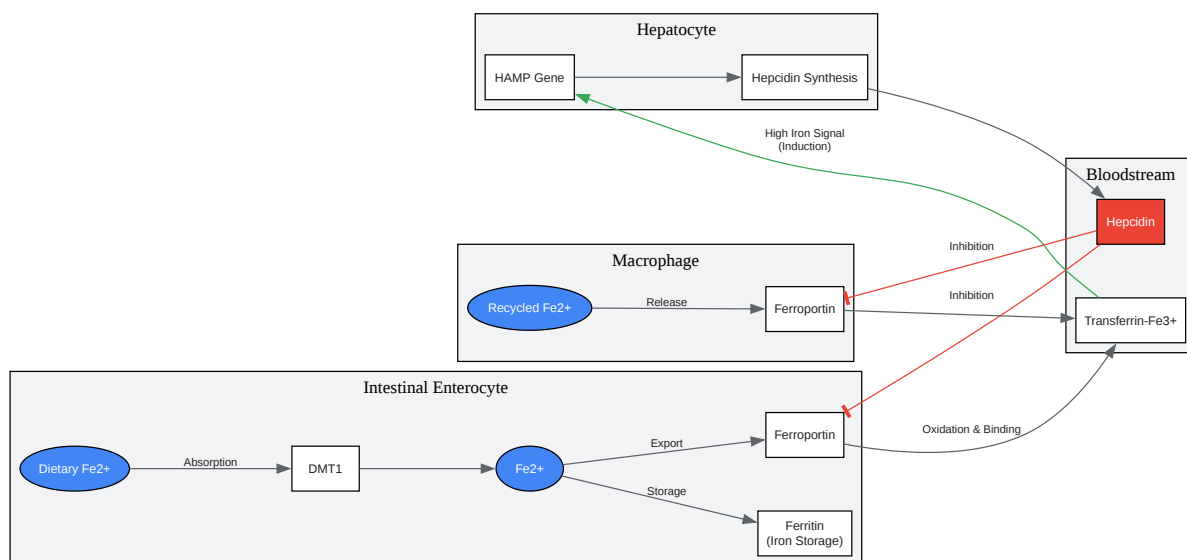 Hepatocyte
HAMP Gene
Hepcidin Synthesis
High Iron Signal
(Induction)
Bloodstream
Hepcidin
Inhibition
Macrophage
Recycled Fe2+
Release
Ferroportin
Inhibition
Transferrin-Fe3+
Intestinal Enterocyte
Dietary Fe2+
Absorption
DMT1
Fe2+
Export
Ferroportin
Oxidation & Binding
Storage
Ferritin
(Iron Storage)